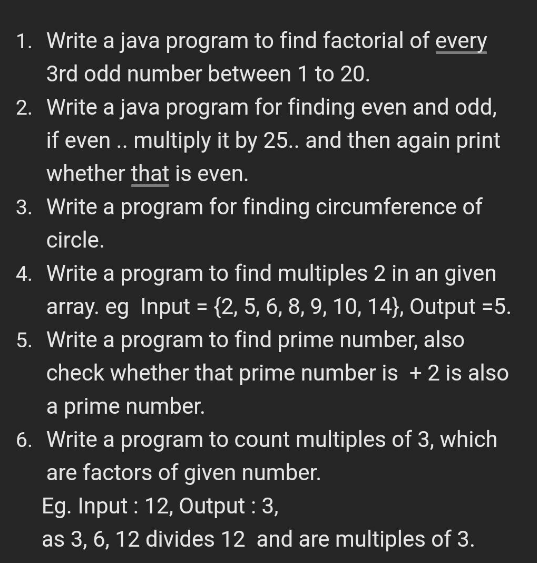 1. Write a java program to find factorial of every
3rd odd number between 1 to 20.
2. Write a java program for finding even and odd,
if even .. multiply it by 25.. and then again print
whether that is even.
3. Write a program for finding circumference of
circle.
4. Write a program to find multiples 2 in an given
array. eg  Input = {2, 5, 6, 8, 9, 10, 14}, Output =5.
5. Write a program to find prime number, also
check whether that prime number is  + 2 is also
a prime number.
6. Write a program to count multiples of 3, which
are factors of given number.
Eg. Input : 12, Output : 3,
as 3, 6, 12 divides 12  and are multiples of 3.